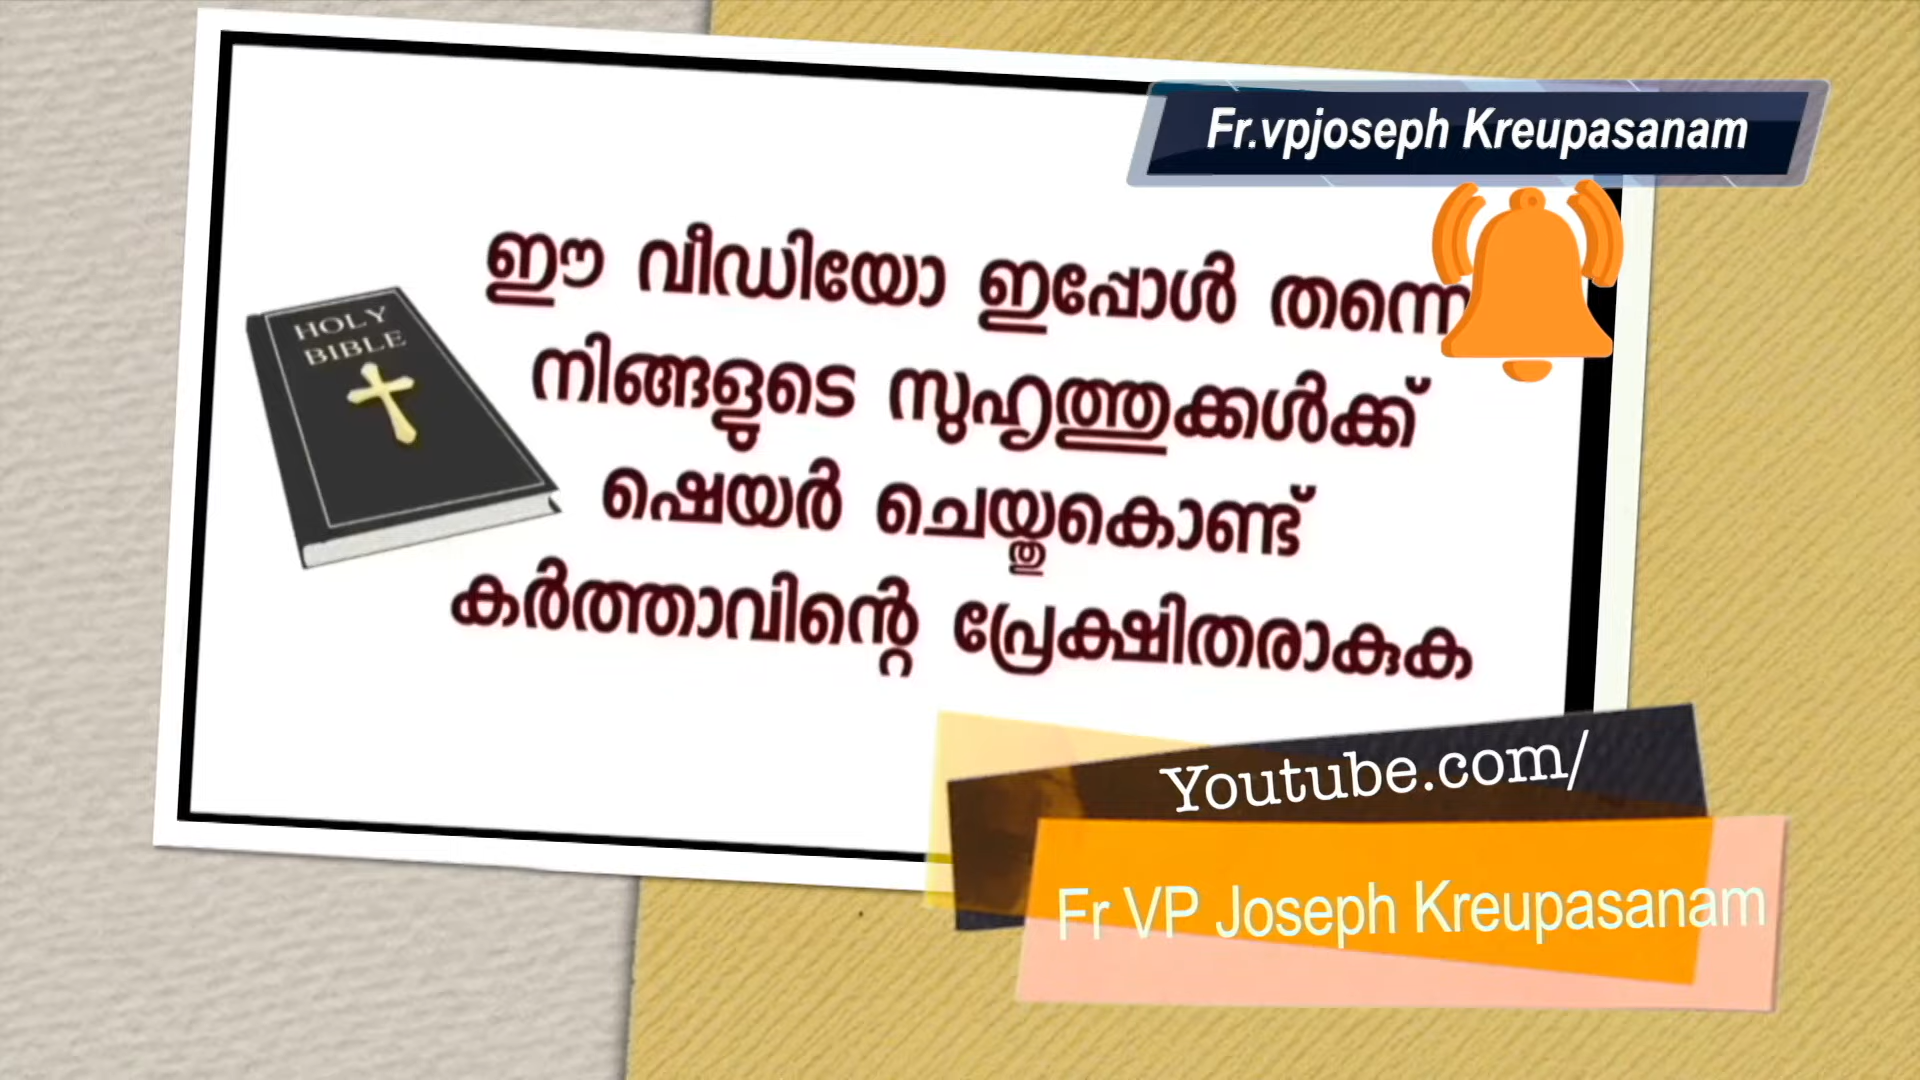 Fr.vpjoseph Kreupasanam
HOLY
BIBLE
ഈ വീഡിയോ ഇപ്പോൾ തന്നെ
നിങ്ങളുടെ സുഹൃത്തുക്കൾക്ക്
ഷെയർ ചെയ്തുകൊണ്ട്
കർത്താവിന്റെ പ്രേക്ഷിതരാകുക
Youtube.com/
Fr VP Joseph Kreupasanam